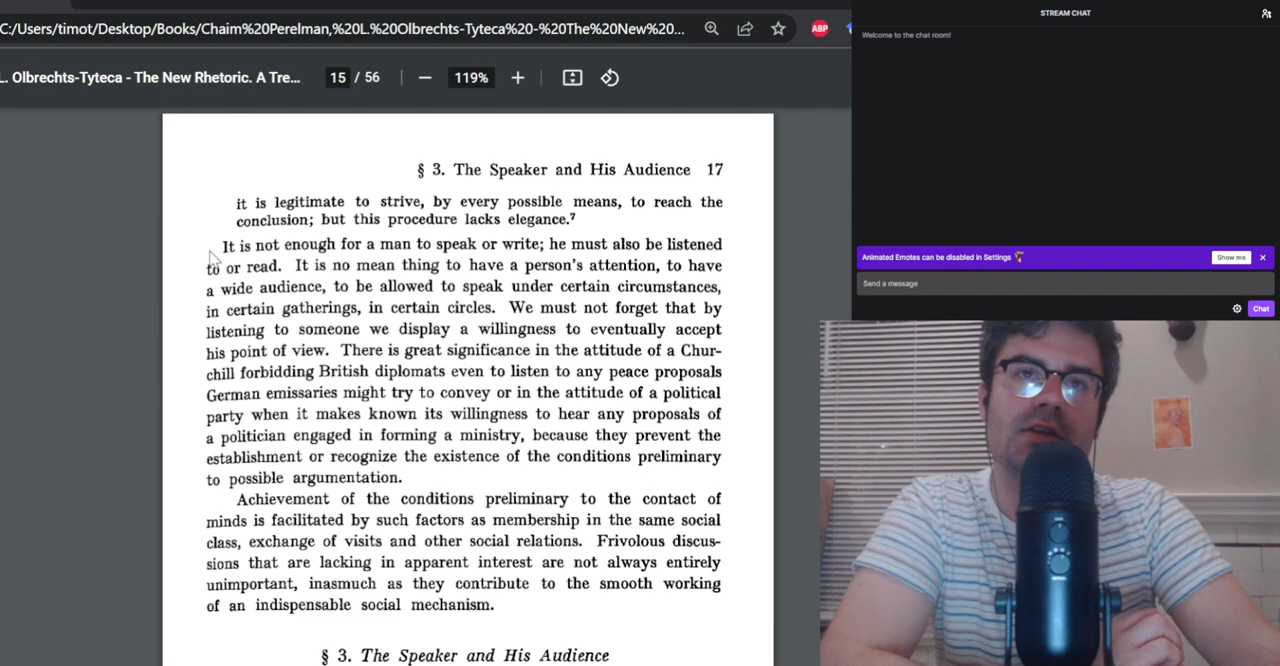 C:/Users/timot/Desktop/Books/Chaim%20Perelman,%20L.%20Olbrechts-Tyteca%20-%20The%20New%20...
ABP
L. Olbrechts-Tyteca - The New Rhetoric. A Tre...
15 / 56
119%
§ 3. The Speaker and His Audience 17
it is legitimate to strive, by every possible means, to reach the
conclusion; but this procedure lacks elegance.⁷
It is not enough for a man to speak or write; he must also be listened
to or read. It is no mean thing to have a person's attention, to have
a wide audience, to be allowed to speak under certain circumstances,
in certain gatherings, in certain circles. We must not forget that by
listening to someone we display a willingness to eventually accept
his point of view. There is great significance in the attitude of a Chur-
chill forbidding British diplomats even to listen to any peace proposals
German emissaries might try to convey or in the attitude of a political
party when it makes known its willingness to hear any proposals of
a politician engaged in forming a ministry, because they prevent the
establishment or recognize the existence of the conditions preliminary
to possible argumentation.
Achievement of the conditions preliminary to the contact of
minds is facilitated by such factors as membership in the same social
class, exchange of visits and other social relations. Frivolous discus-
sions that are lacking in apparent interest are not always entirely
unimportant, inasmuch as they contribute to the smooth working
of an indispensable social mechanism.
§ 3. The Speaker and His Audience
STREAM CHAT
Welcome to the chat room!
Animated Emotes can be disabled in Settings
Show me
Send a message
Chat